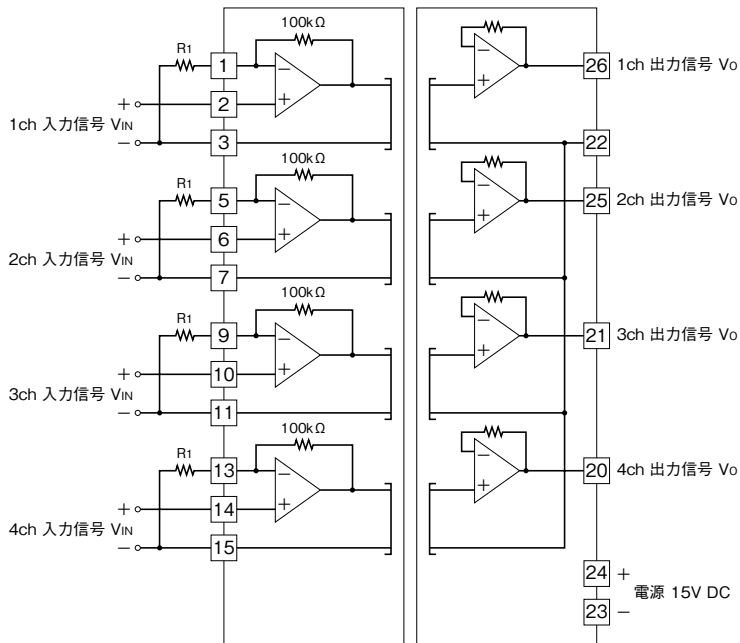 100kΩ
R1
1
2
3
+
−
1ch 入力信号 VIN
−
+
−
+
26
1ch 出力信号 Vo
22
100kΩ
R1
5
6
7
+
−
2ch 入力信号 VIN
−
+
−
+
25
2ch 出力信号 Vo
100kΩ
R1
9
10
11
+
−
3ch 入力信号 VIN
−
+
−
+
21
3ch 出力信号 Vo
100kΩ
R1
13
14
15
+
−
4ch 入力信号 VIN
−
+
−
+
20
4ch 出力信号 Vo
24 +
電源 15V DC
23 −